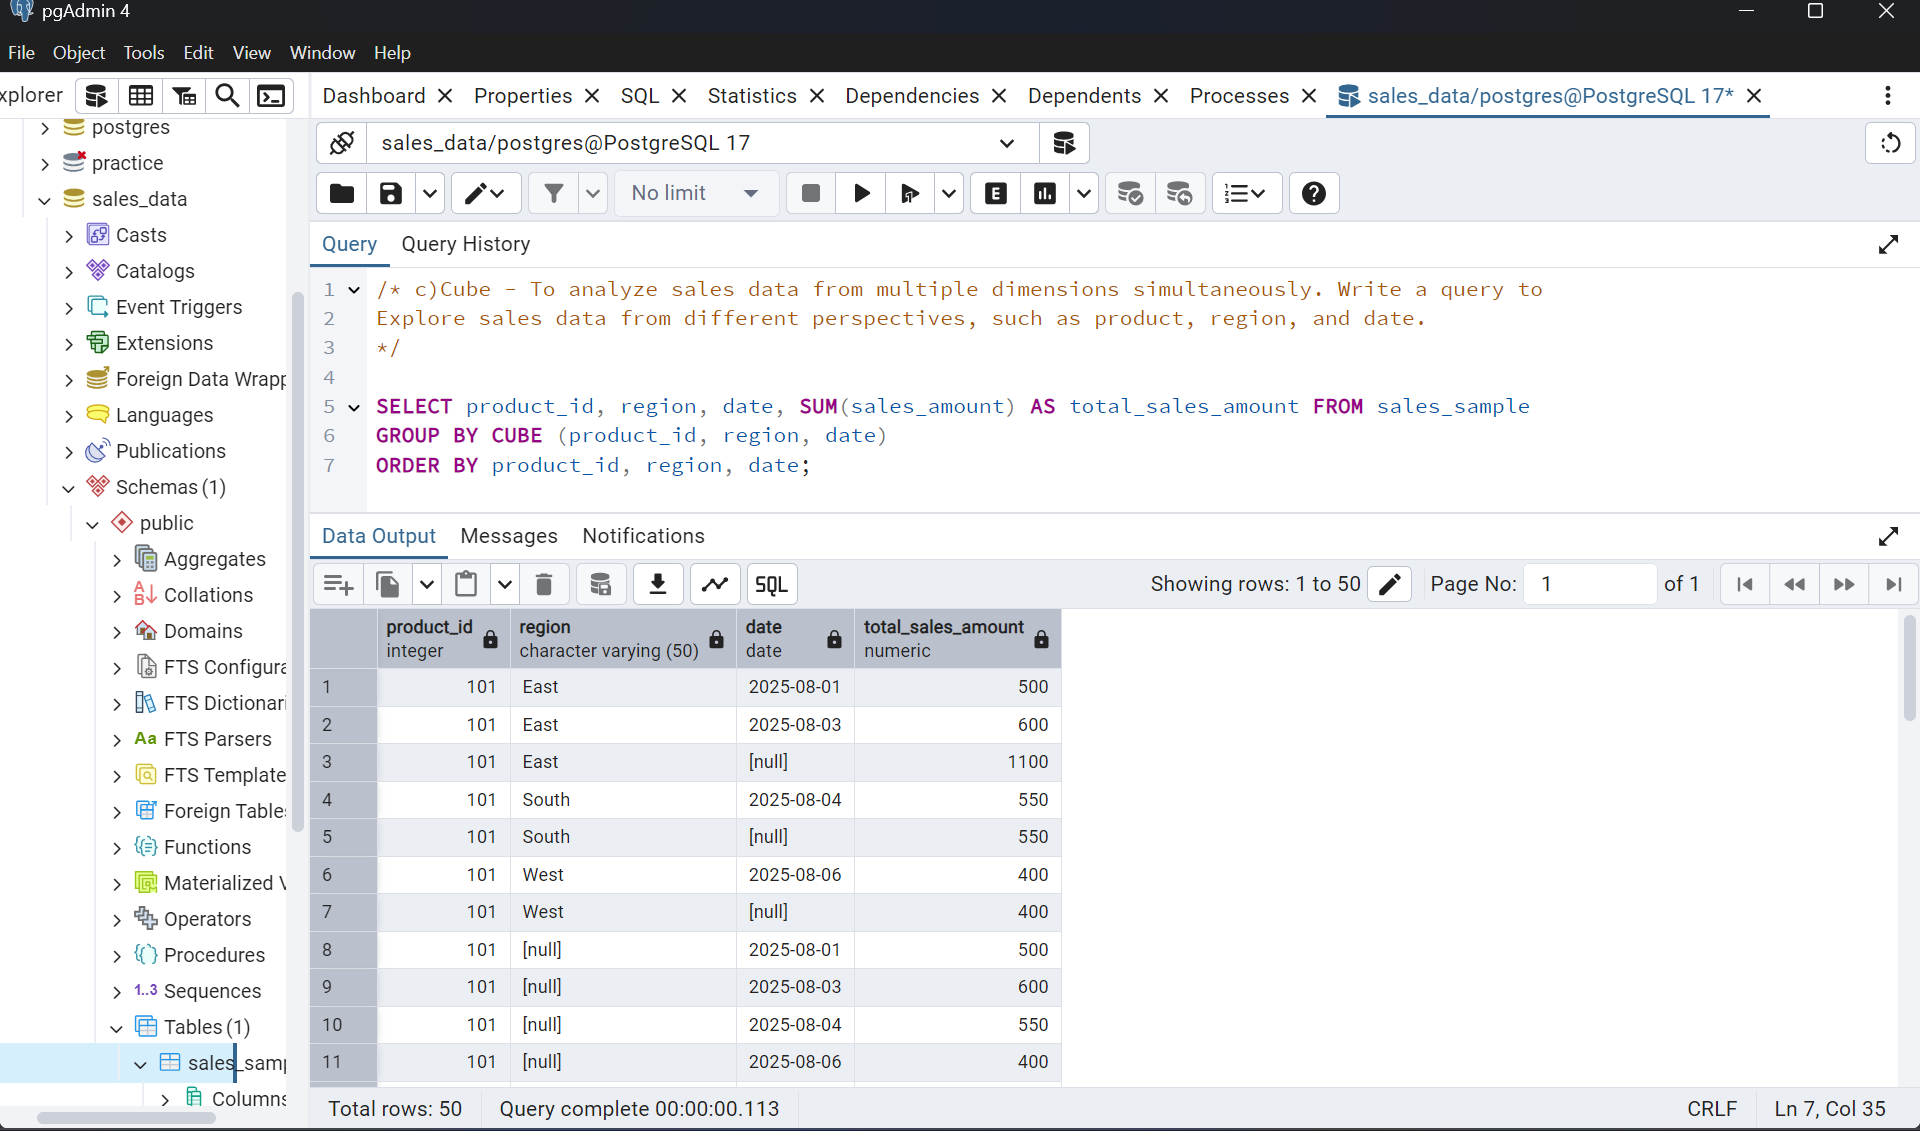 pgAdmin 4
File Object Tools Edit View Window Help
xplorer
Dashboard Properties SQL Statistics Dependencies Dependents Processes sales_data/postgres@PostgreSQL 17*
postgres
practice
sales_data
Casts
Catalogs
Event Triggers
Extensions
Foreign Data Wrapp
Languages
Publications
Schemas (1)
public
Aggregates
Collations
Domains
FTS Configura
FTS Dictionari
Aa FTS Parsers
FTS Template
Foreign Table
Functions
Materialized V
Operators
Procedures
1..3 Sequences
Tables (1)
sales_samp
Columns
sales_data/postgres@PostgreSQL 17
No limit
E
Query Query History
1 /* c)Cube - To analyze sales data from multiple dimensions simultaneously. Write a query to
2 Explore sales data from different perspectives, such as product, region, and date.
3 */
4
5 SELECT product_id, region, date, SUM(sales_amount) AS total_sales_amount FROM sales_sample
6 GROUP BY CUBE (product_id, region, date)
7 ORDER BY product_id, region, date;
Data Output Messages Notifications
SQL
Showing rows: 1 to 50 Page No: 1 of 1
product_id region date total_sales_amount
integer character varying (50) date numeric
1 101 East 2025-08-01 500
2 101 East 2025-08-03 600
3 101 East [null] 1100
4 101 South 2025-08-04 550
5 101 South [null] 550
6 101 West 2025-08-06 400
7 101 West [null] 400
8 101 [null] 2025-08-01 500
9 101 [null] 2025-08-03 600
10 101 [null] 2025-08-04 550
11 101 [null] 2025-08-06 400
Total rows: 50 Query complete 00:00:00.113 CRLF Ln 7, Col 35